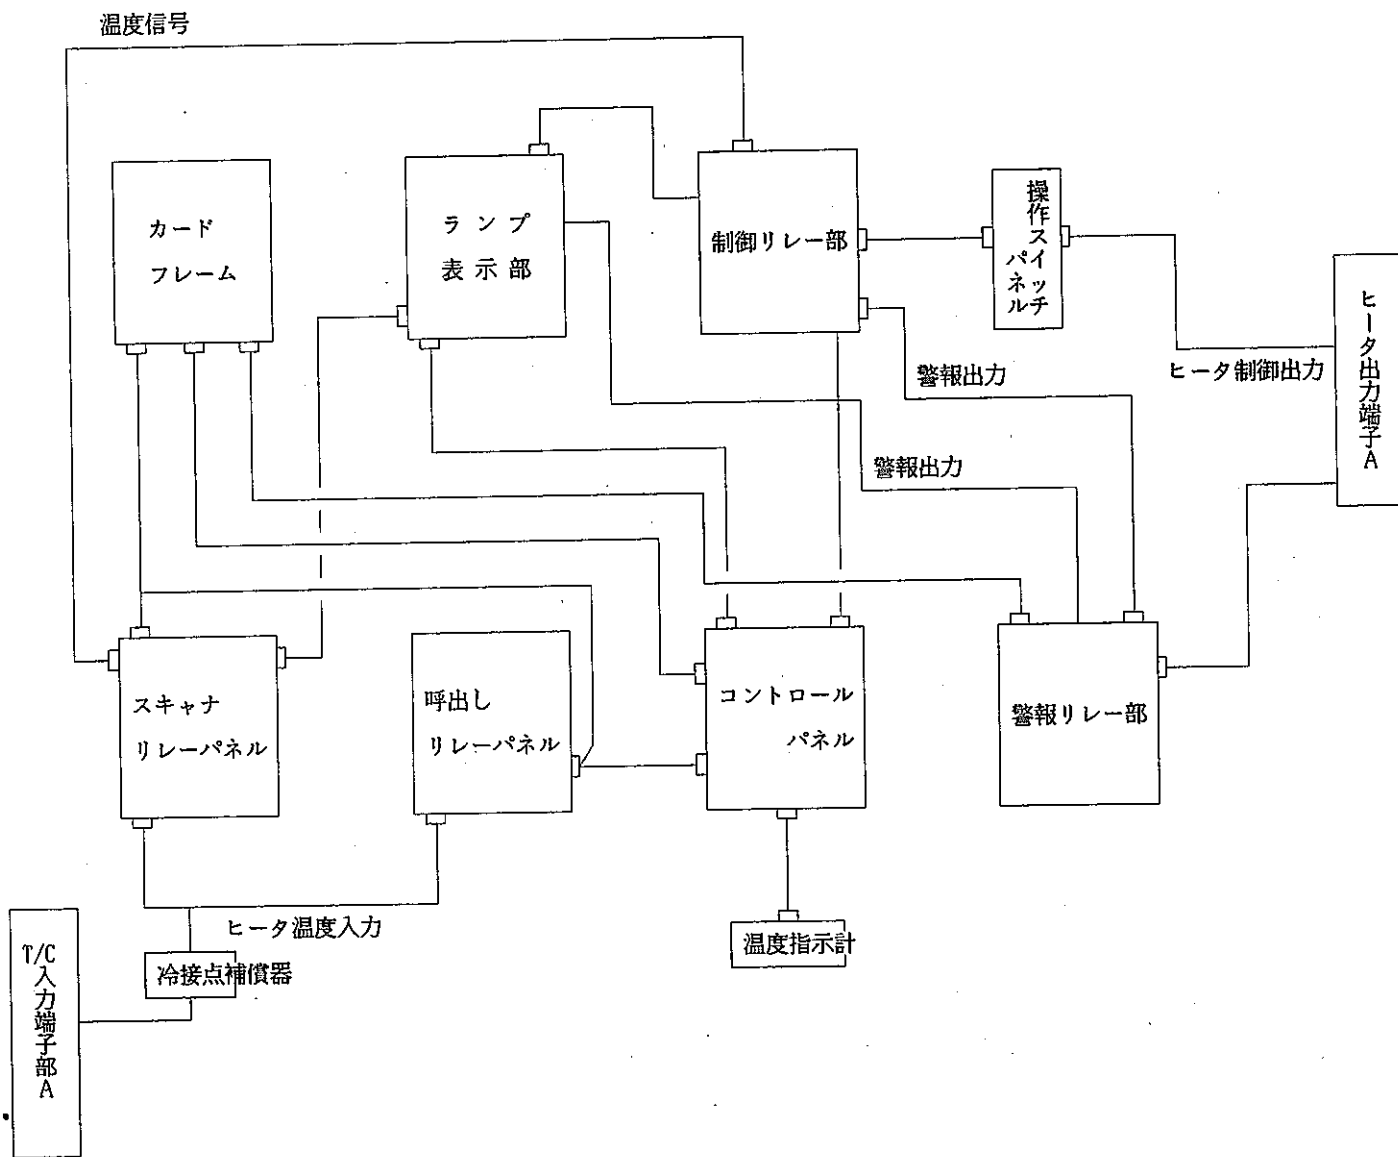 温度信号
カード
フレーム
ランプ
表示部
制御リレー部
操作スイッチ
パネル
ヒータ出力端子A
ヒータ制御出力
警報出力
警報出力
スキャナ
リレーパネル
呼出し
リレーパネル
コントロール
パネル
警報リレー部
ヒータ温度入力
温度指示計
冷接点補償器
T/C
入力端子部A